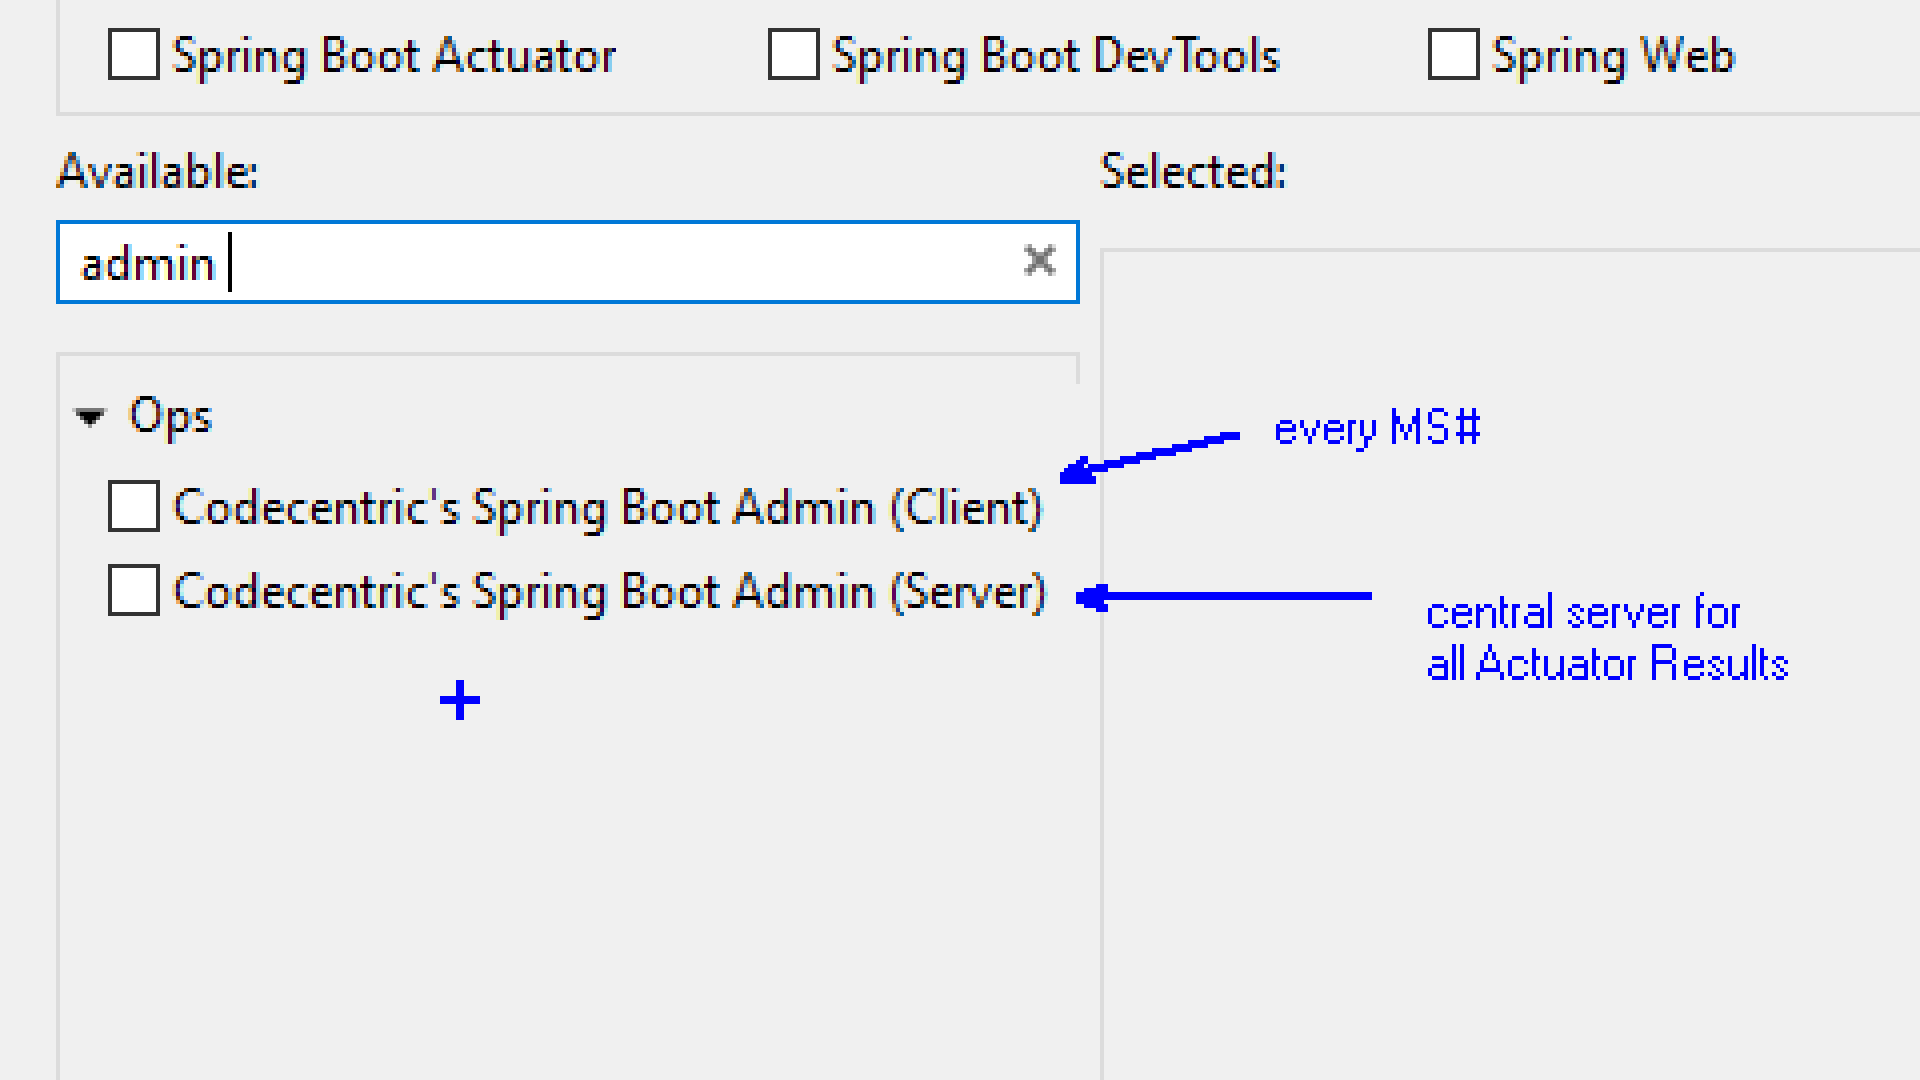 Spring Boot Actuator Spring Boot DevTools Spring Web
Available: Selected:
admin
Ops
every MS#
Codecentric's Spring Boot Admin (Client)
Codecentric's Spring Boot Admin (Server)
central server for
all Actuator Results